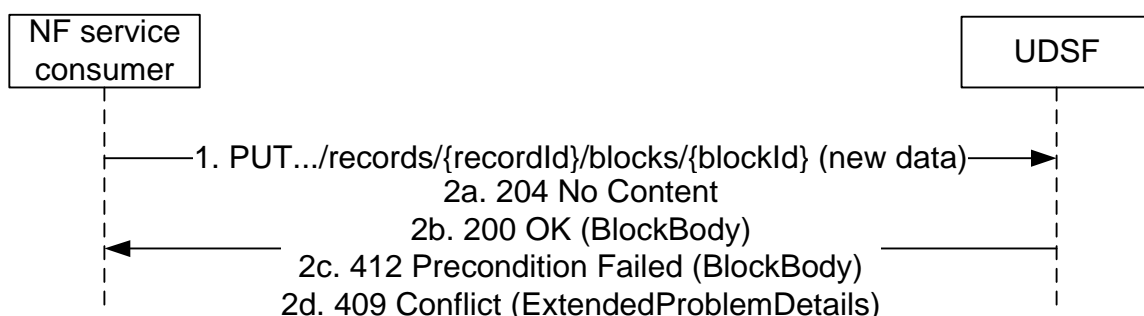 NF service
consumer
UDSF
1. PUT.../records/{recordId}/blocks/{blockId} (new data)
2a. 204 No Content
2b. 200 OK (BlockBody)
2c. 412 Precondition Failed (BlockBody)
2d. 409 Conflict (ExtendedProblemDetails)